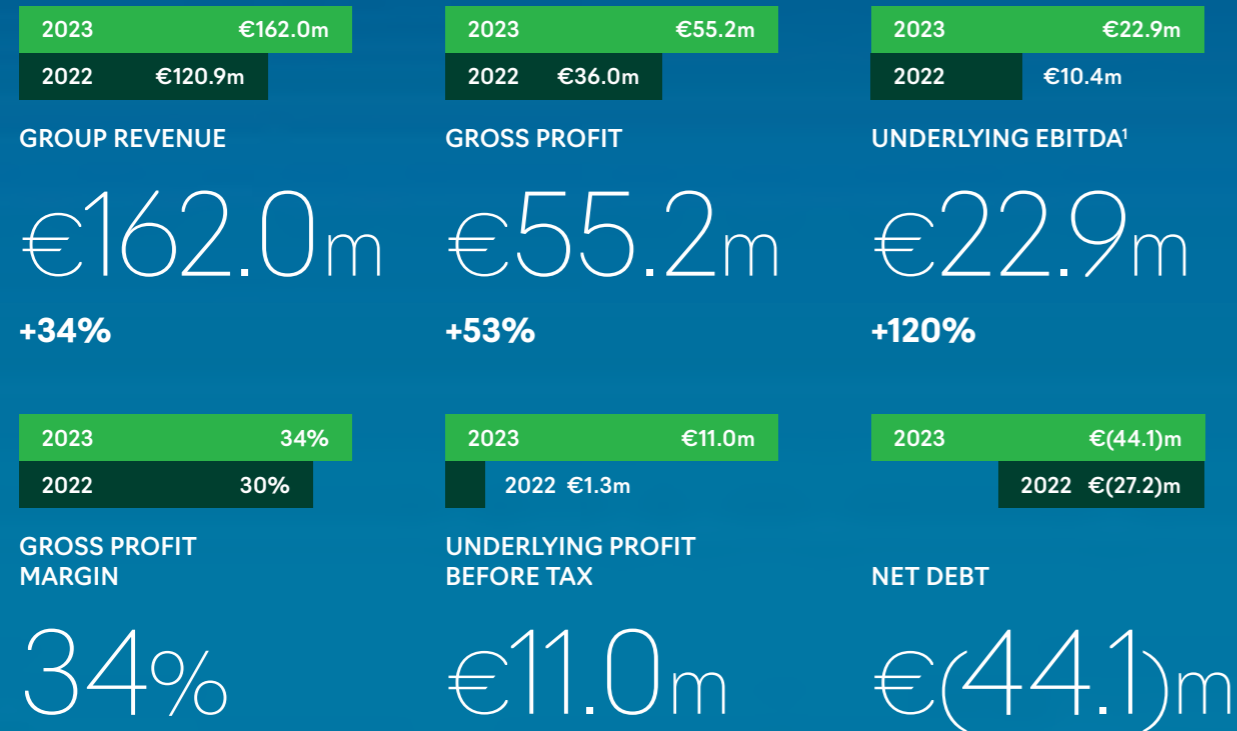 2023 €162.0m
2022 €120.9m
GROUP REVENUE
€162.0m
+34%
2023 €55.2m
2022 €36.0m
GROSS PROFIT
€55.2m
+53%
2023 €22.9m
2022 €10.4m
UNDERLYING EBITDA¹
€22.9m
+120%
2023 34%
2022 30%
GROSS PROFIT
MARGIN
34%
2023 €11.0m
2022 €1.3m
UNDERLYING PROFIT
BEFORE TAX
€11.0m
2023 €(44.1)m
2022 €(27.2)m
NET DEBT
€(44.1)m